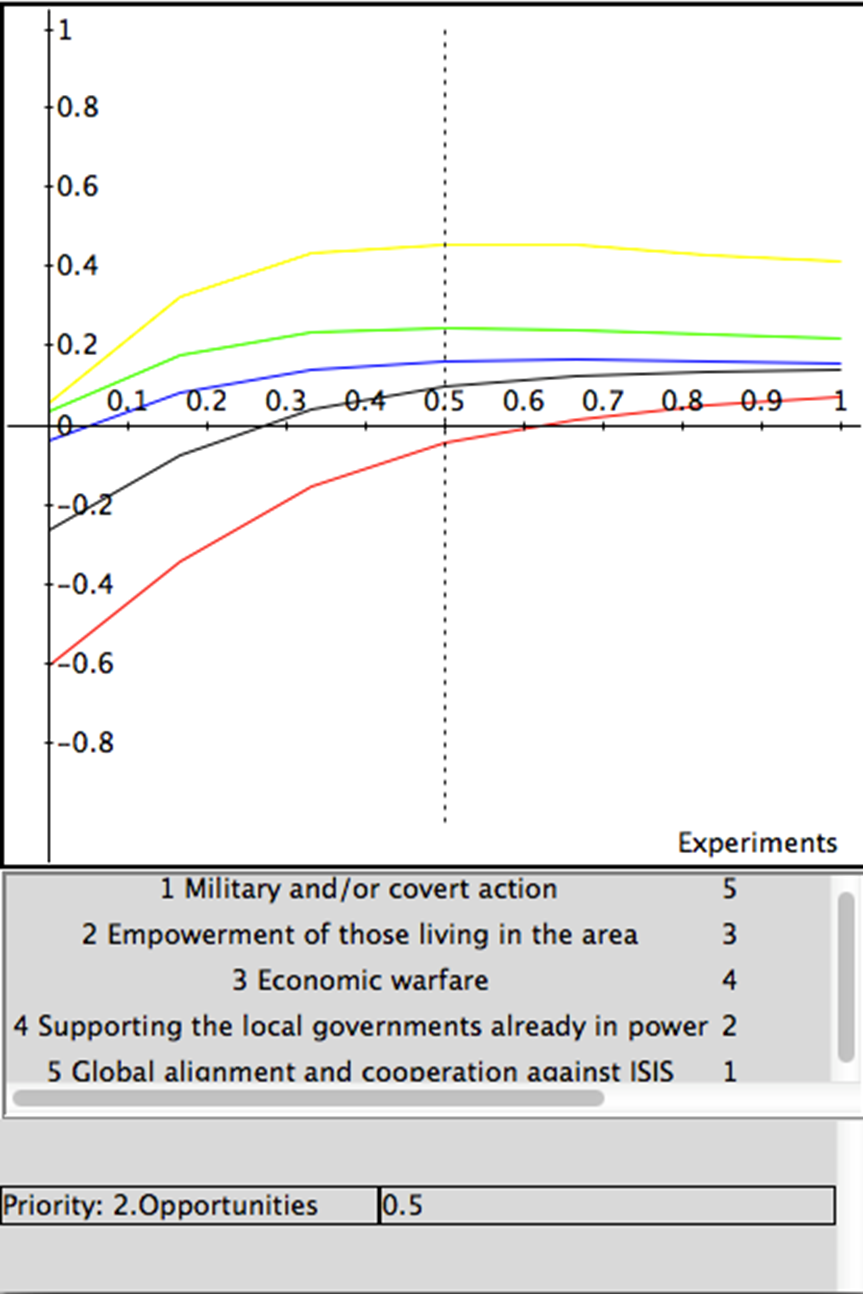 1
0.8
0.6
0.4
0.2
0.1 0.2 0.3 0.4 0.5 0.6 0.7 0.8 0.9 1
0
-0.2
-0.4
-0.6
-0.8
Experiments
1 Military and/or covert action 5
2 Empowerment of those living in the area 3
3 Economic warfare 4
4 Supporting the local governments already in power 2
5 Global alignment and cooperation against ISIS 1
Priority: 2.Opportunities 0.5